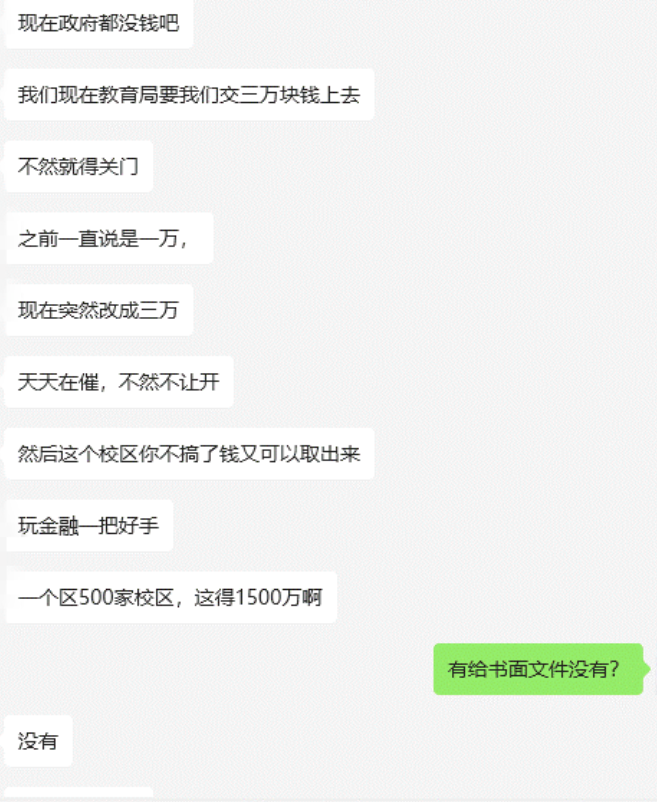 现在政府都没钱吧
我们现在教育局要我们交三万块钱上去
不然就得关门
之前一直说是一万，
现在突然改成三万
天天在催，不然不让开
然后这个校区你不搞了钱又可以取出来
玩金融一把好手
一个区500家校区，这得1500万啊
有给书面文件没有？
没有